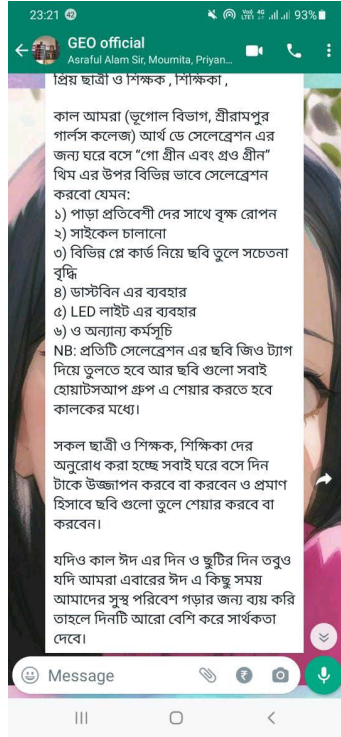 23:21 42 93%
GEO official
Asraful Alam Sir, Moumita, Priyan...
প্রিয় ছাত্রী ও শিক্ষক , শিক্ষিকা ,
কাল আমরা (ভূগোল বিভাগ, শ্রীরামপুর
গার্লস কলেজ) আর্থ ডে সেলেব্রেশন এর
জন্য ঘরে বসে “গো গ্রীন এবং গ্রও গ্রীন”
থিম এর উপর বিভিন্ন ভাবে সেলেব্রেশন
করবো যেমন:
১) পাড়া প্রতিবেশী দের সাথে বৃক্ষ রোপন
২) সাইকেল চালানো
৩) বিভিন্ন প্লে কার্ড নিয়ে ছবি তুলে সচেতনা
বৃদ্ধি
৪) ডাস্টবিন এর ব্যবহার
৫) LED লাইট এর ব্যবহার
৬) ও অন্যান্য কর্মসূচি
NB: প্রতিটি সেলেব্রেশন এর ছবি জিও ট্যাগ
দিয়ে তুলতে হবে আর ছবি গুলো সবাই
হোয়াটসআপ গ্রুপ এ শেয়ার করতে হবে
কালকের মধ্যে।
সকল ছাত্রী ও শিক্ষক, শিক্ষিকা দের
অনুরোধ করা হচ্ছে সবাই ঘরে বসে দিন
টাকে উজ্জাপন করবে বা করবেন ও প্রমাণ
হিসাবে ছবি গুলো তুলে শেয়ার করবে বা
করবেন।
যদিও কাল ঈদ এর দিন ও ছুটির দিন তবুও
যদি আমরা এবারের ঈদ এ কিছু সময়
আমাদের সুস্থ পরিবেশ গড়ার জন্য ব্যয় করি
তাহলে দিনটি আরো বেশি করে সার্থকতা
দেবে।
Message